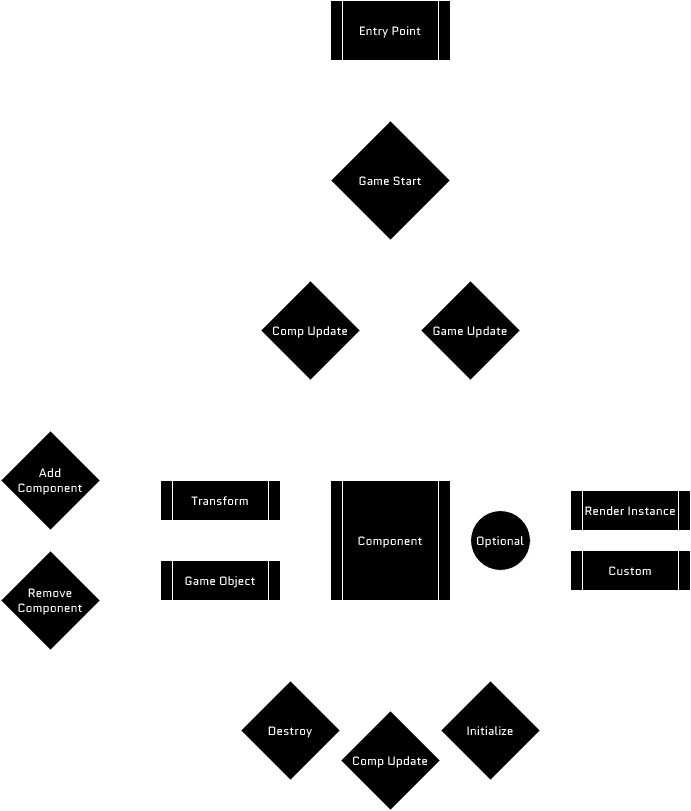 Entry Point
Game Start
Comp Update
Game Update
Add
Component
Transform
Render Instance
Component
Optional
Game Object
Custom
Remove
Component
Destroy
Initialize
Comp Update